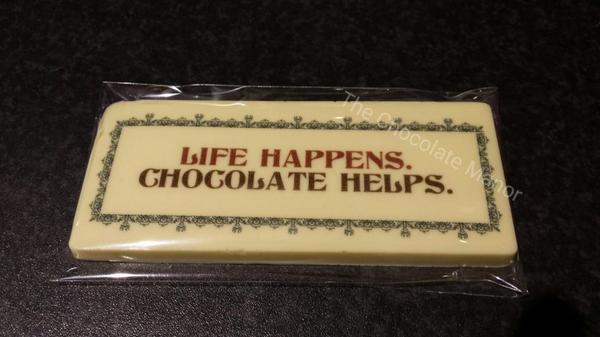 LIFE HAPPENS.
CHOCOLATE HELPS.
The Chocolate Manor